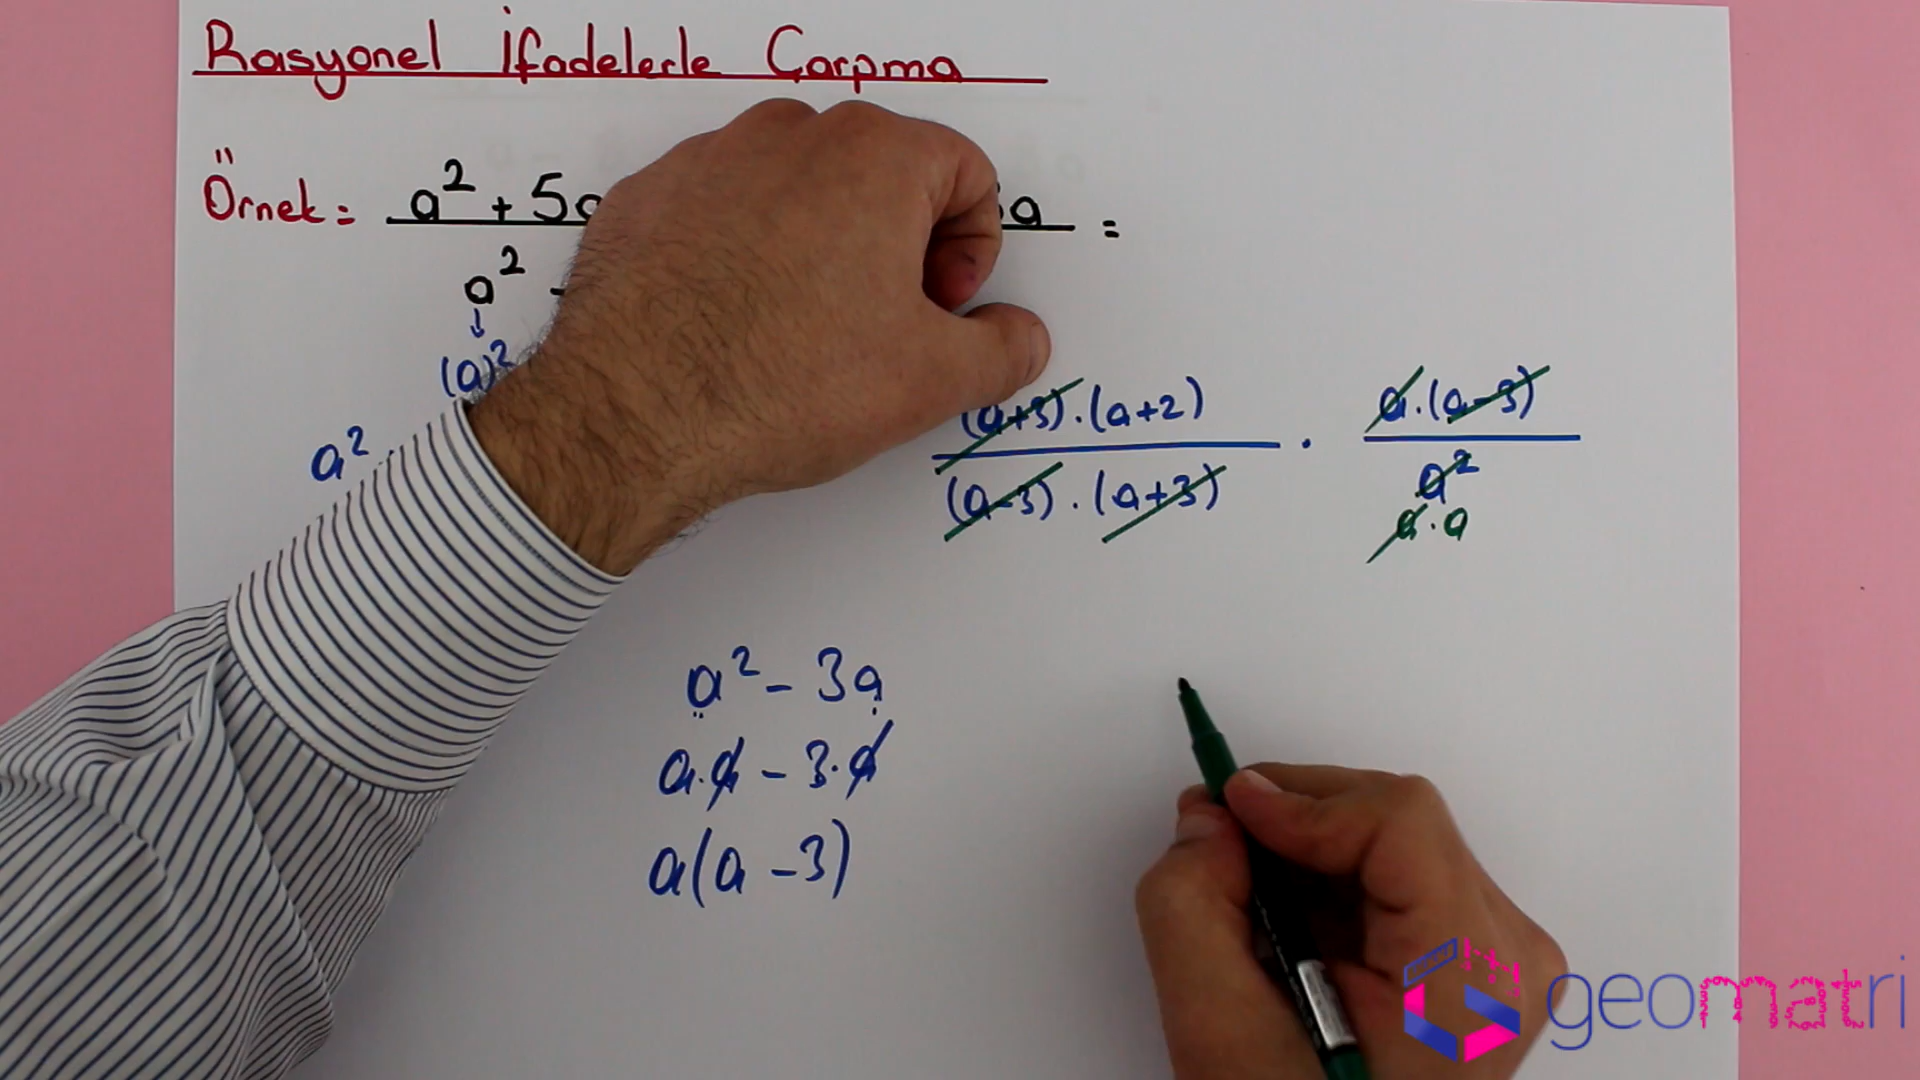 Rasyonel İfadelerle Çarpma
Örnek = a² + 5a a =
a² -
(a)²
a²
(a+3).(a+2) . a.(a-3)
(a-3).(a+3) a²
a.a
a² - 3a
a.a - 3.a
a(a - 3)
geomatri